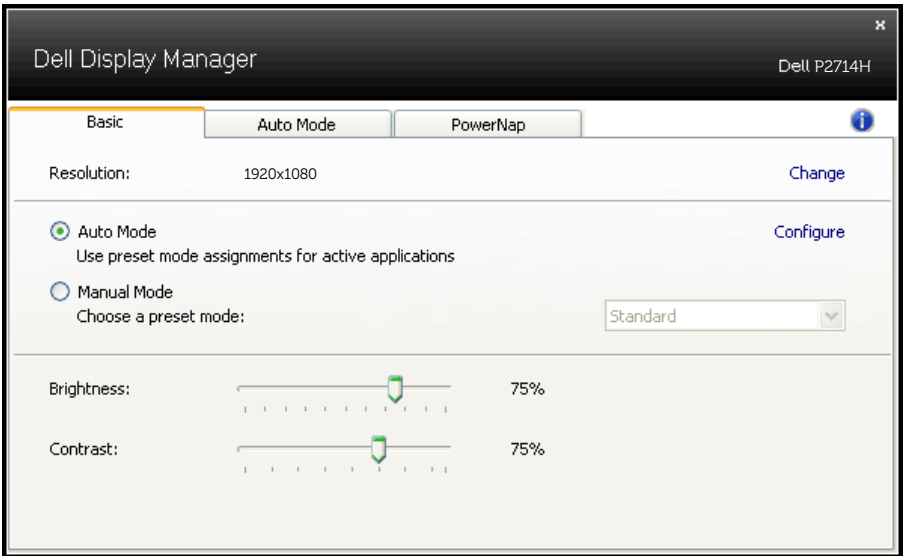 x
Dell Display Manager
Dell P2714H
Basic
Auto Mode
PowerNap
i
Resolution:
1920x1080
Change
Auto Mode
Configure
Use preset mode assignments for active applications
Manual Mode
Choose a preset mode:
Standard
Brightness:
75%
Contrast:
75%